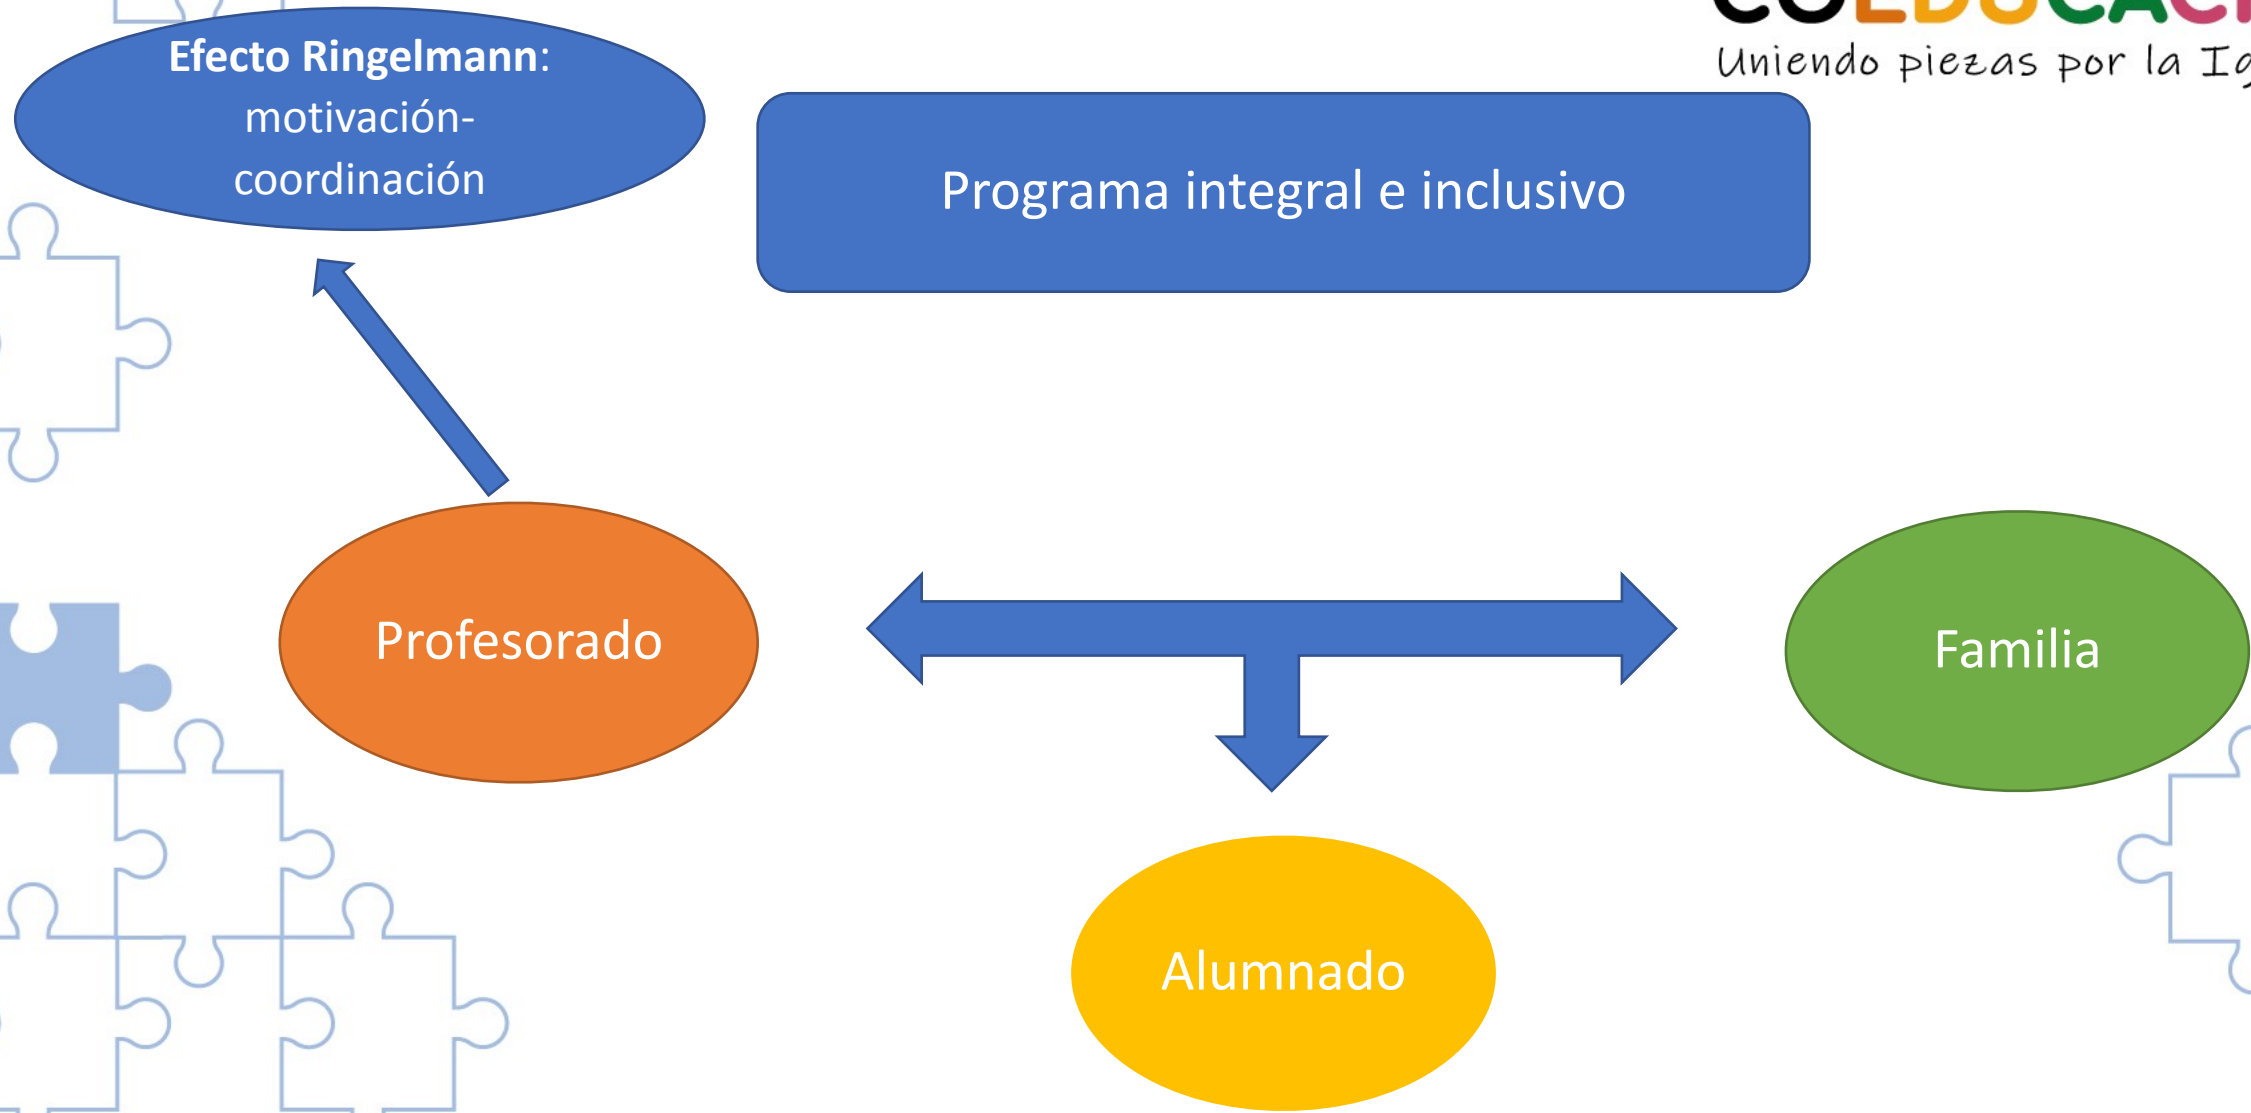 Efecto Ringelmann:
motivación-
coordinación
Uniendo piezas por la
Programa integral e inclusivo
Profesorado
Familia
Alumnado